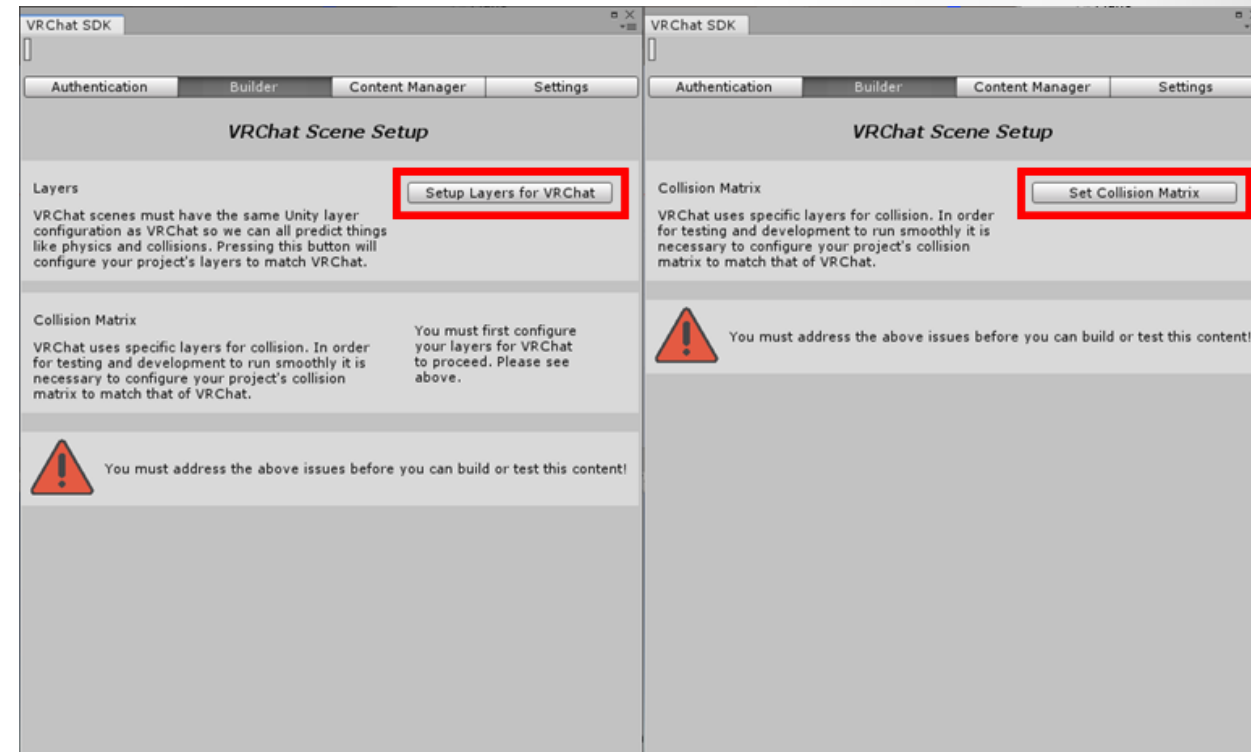 VRChat SDK
Authentication
Builder
Content Manager
Settings
VRChat Scene Setup
Layers
Setup Layers for VRChat
VRChat scenes must have the same Unity layer
configuration as VRChat so we can all predict things
like physics and collisions. Pressing this button will
configure your project's layers to match VRChat.
Collision Matrix
VRChat uses specific layers for collision. In order
for testing and development to run smoothly it is
necessary to configure your project's collision
matrix to match that of VRChat.
You must first configure
your layers for VRChat
to proceed. Please see
above.
You must address the above issues before you can build or test this content!
VRChat SDK
Authentication
Builder
Content Manager
Settings
VRChat Scene Setup
Collision Matrix
Set Collision Matrix
VRChat uses specific layers for collision. In order
for testing and development to run smoothly it is
necessary to configure your project's collision
matrix to match that of VRChat.
You must address the above issues before you can build or test this content!